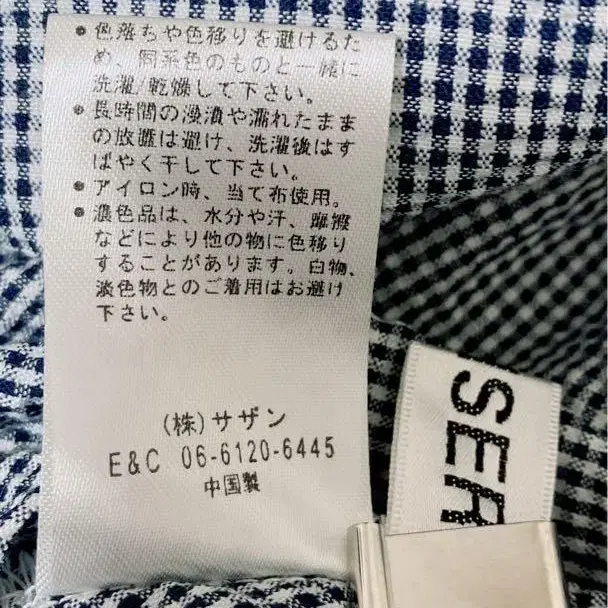 ● 色落ちや色移りを避けるた
め、同系色のものと一緒に
洗濯/乾燥して下さい。
● 長時間の浸漬や濡れたまま
の放置は避け、洗濯後はす
ばやく干して下さい。
● アイロン時、当て布使用。
● 濃色品は、水分や汗、摩擦
などにより他の物に色移り
することがあります。白物、
淡色物とのご着用はお避け
下さい。
(株)サザン
E&C 06-6120-6445
中国製
SER